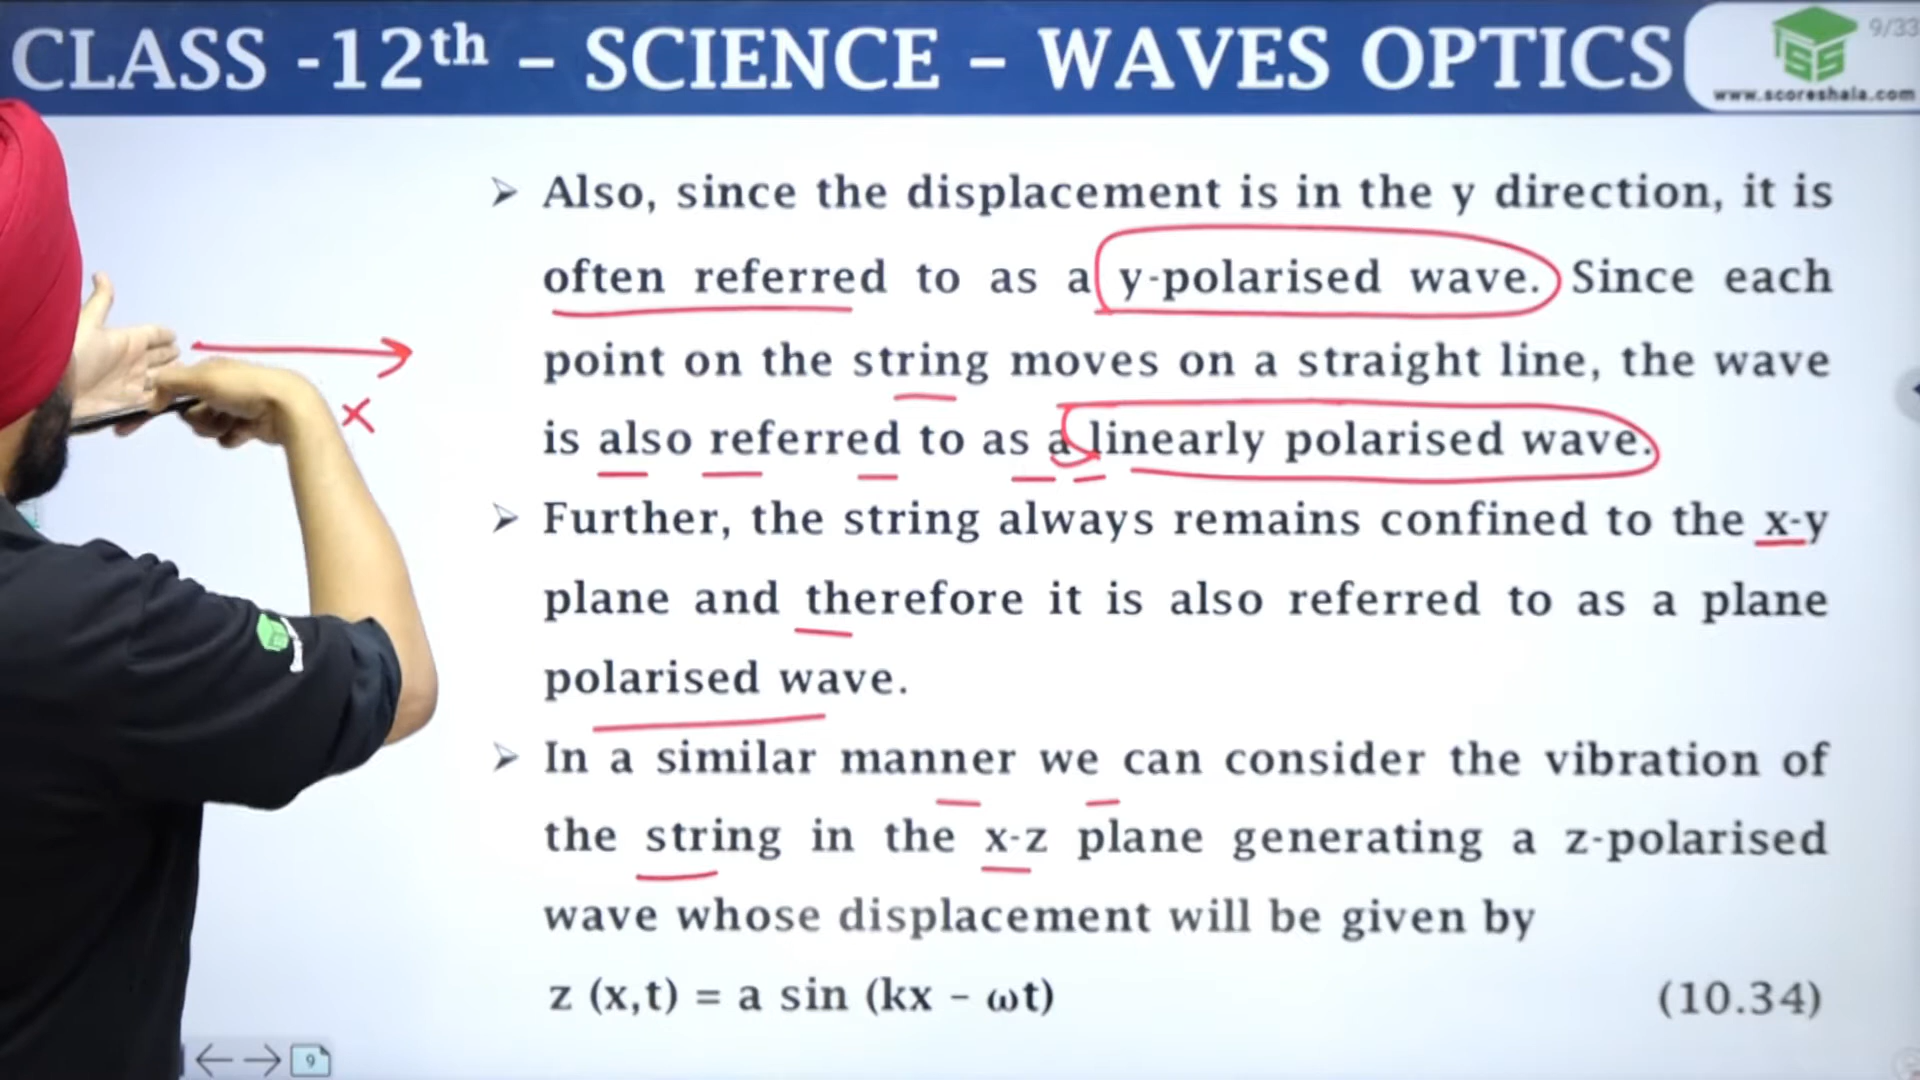 CLASS -12th – SCIENCE – WAVES OPTICS
9/33
SS
www.scoreshala.com
➢ Also, since the displacement is in the y direction, it is
often referred to as a y-polarised wave. Since each
point on the string moves on a straight line, the wave
is also referred to as a linearly polarised wave.
➢ Further, the string always remains confined to the x-y
plane and therefore it is also referred to as a plane
polarised wave.
➢ In a similar manner we can consider the vibration of
the string in the x-z plane generating a z-polarised
wave whose displacement will be given by
z (x,t) = a sin (kx – ωt) (10.34)
x
9